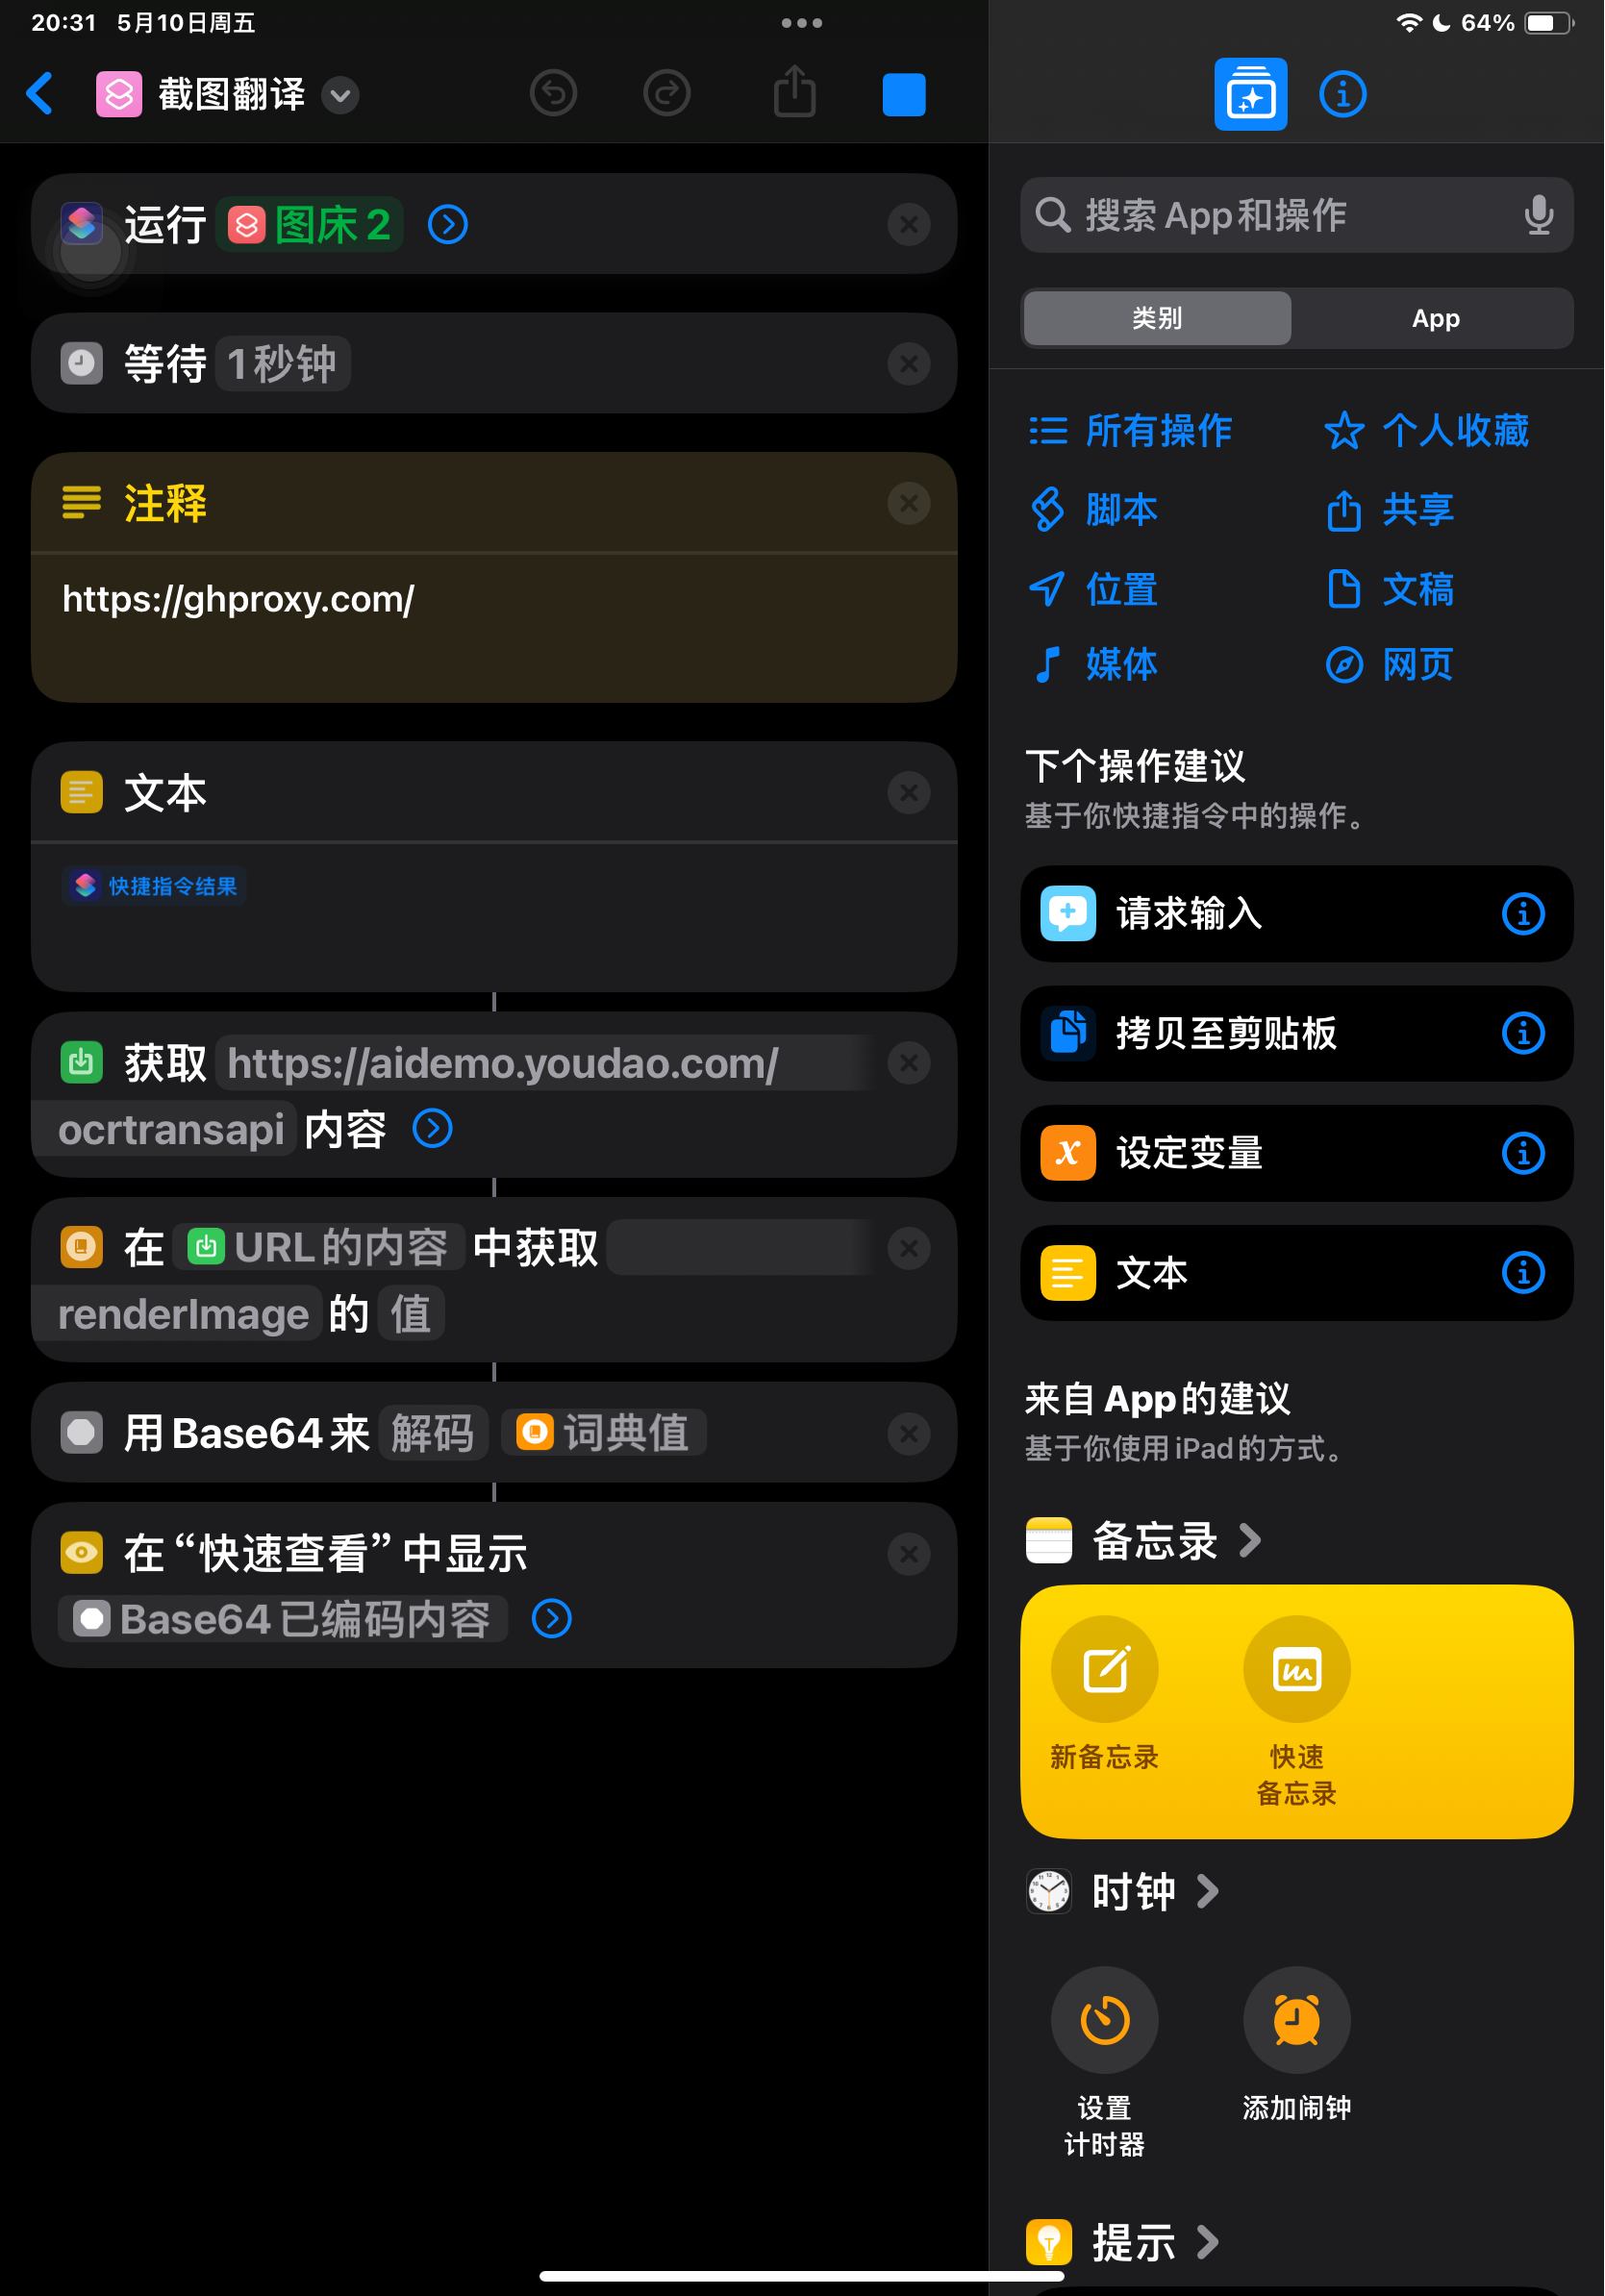 20:31 5月10日周五
64%
截图翻译
运行 图床 2
等待 1秒钟
注释
https://ghproxy.com/
文本
快捷指令结果
获取 https://aidemo.youdao.com/
ocrtransapi 内容
在 URL的内容 中获取
renderImage 的 值
用Base64来 解码 词典值
在“快速查看”中显示
Base64已编码内容
搜索 App和操作
类别 App
所有操作 个人收藏
脚本 共享
位置 文稿
媒体 网页
下个操作建议
基于你快捷指令中的操作。
请求输入
拷贝至剪贴板
设定变量
文本
来自 App的建议
基于你使用 iPad的方式。
备忘录
新备忘录 快速
备忘录
时钟
设置 添加闹钟
计时器
提示